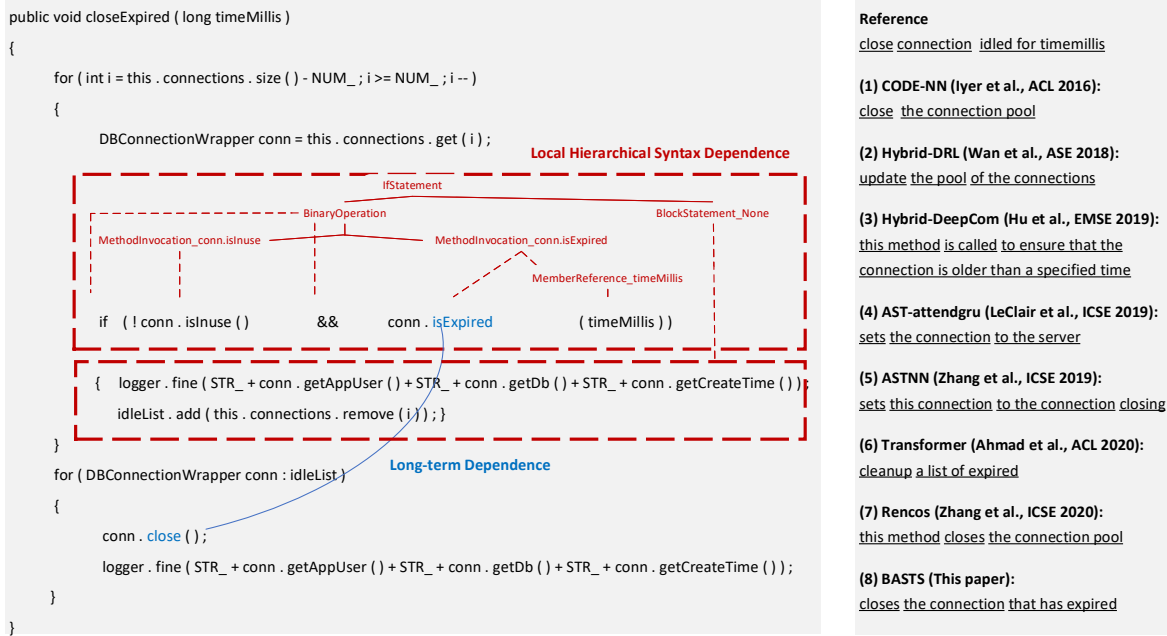 public void closeExpired ( long timeMillis )
{
for ( int i = this . connections . size ( ) - NUM_ ; i >= NUM_ ; i -- )
{
DBConnectionWrapper conn = this . connections . get ( i ) ;
Local Hierarchical Syntax Dependence
IfStatement
BinaryOperation
BlockStatement_None
MethodInvocation_conn.isInuse
MethodInvocation_conn.isExpired
MemberReference_timeMillis
if ( ! conn . isInuse ( ) && conn . isExpired ( timeMillis ) )
{ logger . fine ( STR_ + conn . getAppUser ( ) + STR_ + conn . getDb ( ) + STR_ + conn . getCreateTime ( ) ) ;
idleList . add ( this . connections . remove ( i ) ) ; }
}
Long-term Dependence
for ( DBConnectionWrapper conn : idleList )
{
conn . close ( ) ;
logger . fine ( STR_ + conn . getAppUser ( ) + STR_ + conn . getDb ( ) + STR_ + conn . getCreateTime ( ) ) ;
}
}
Reference
close connection idled for timemillis
(1) CODE-NN (Iyer et al., ACL 2016):
close the connection pool
(2) Hybrid-DRL (Wan et al., ASE 2018):
update the pool of the connections
(3) Hybrid-DeepCom (Hu et al., EMSE 2019):
this method is called to ensure that the
connection is older than a specified time
(4) AST-attendgru (LeClair et al., ICSE 2019):
sets the connection to the server
(5) ASTNN (Zhang et al., ICSE 2019):
sets this connection to the connection closing
(6) Transformer (Ahmad et al., ACL 2020):
cleanup a list of expired
(7) Rencos (Zhang et al., ICSE 2020):
this method closes the connection pool
(8) BASTS (This paper):
closes the connection that has expired